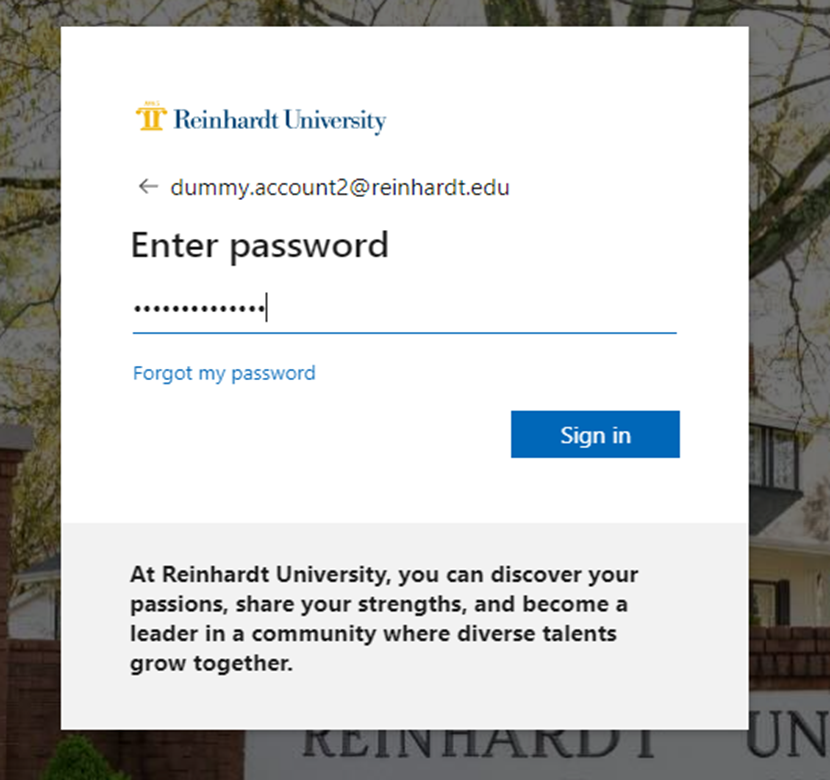 Reinhardt University
dummy.account2@reinhardt.edu
Enter password
••••••••••••••
Forgot my password
Sign in
At Reinhardt University, you can discover your
passions, share your strengths, and become a
leader in a community where diverse talents
grow together.
REINHARDT UN